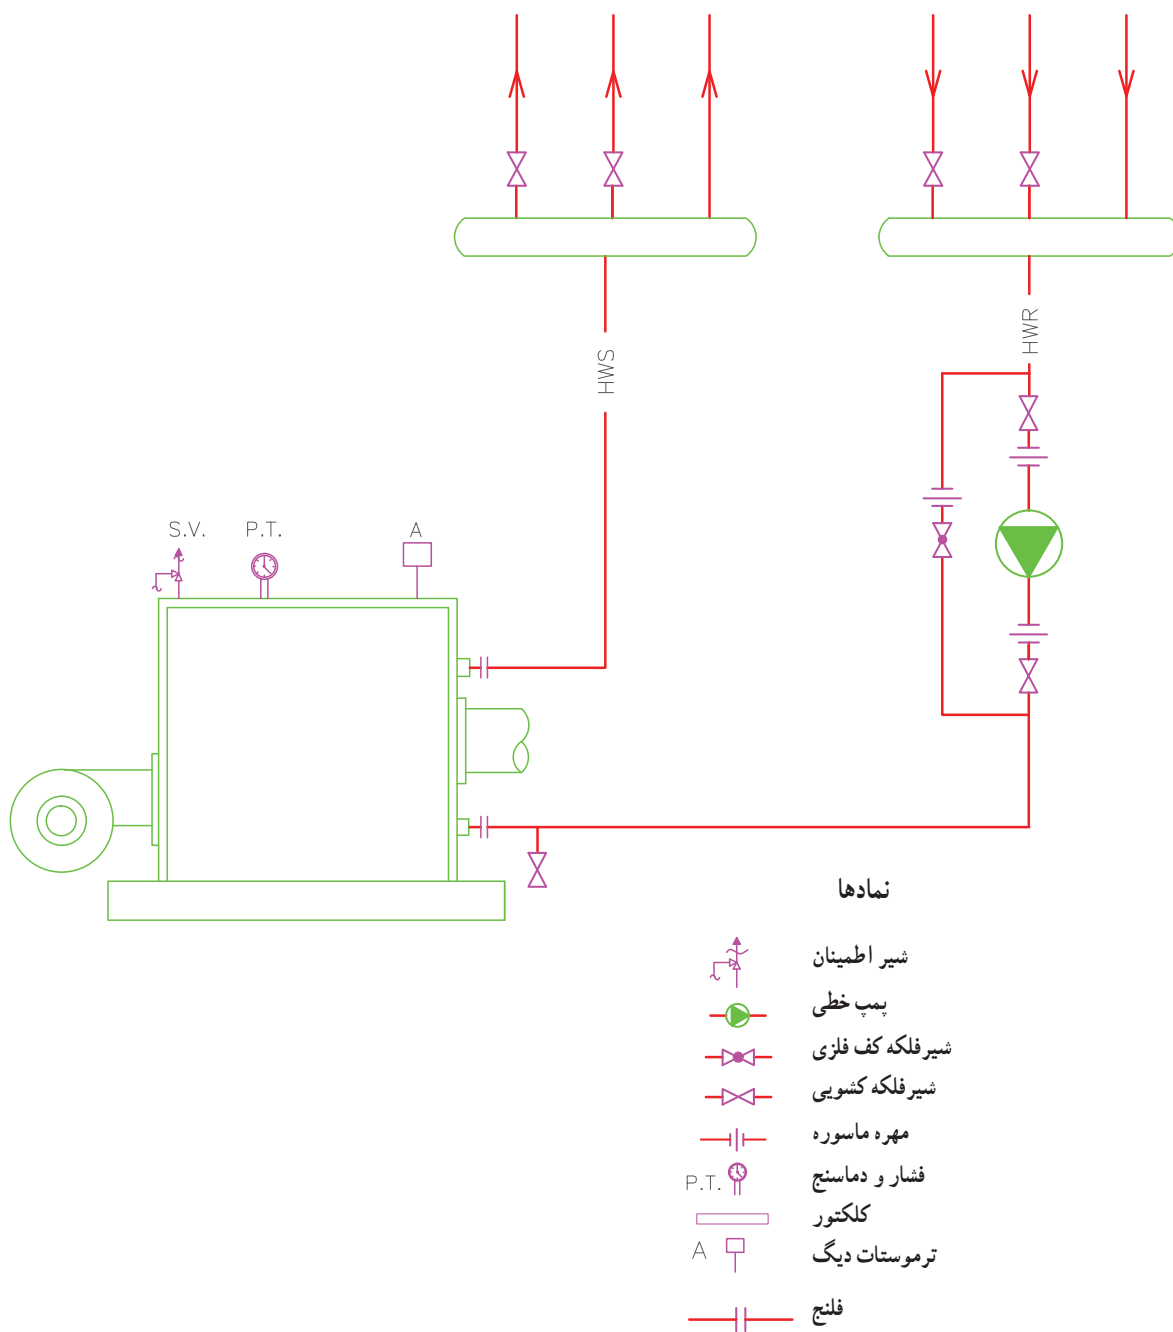 HWS
HWR
S.V.
P.T.
A
نمادها
شیر اطمینان
پمپ خطی
شیرفلکه کف فلزی
شیرفلکه کشویی
مهره ماسوره
P.T.
فشار و دماسنج
کلکتور
A
ترموستات دیگ
فلنج